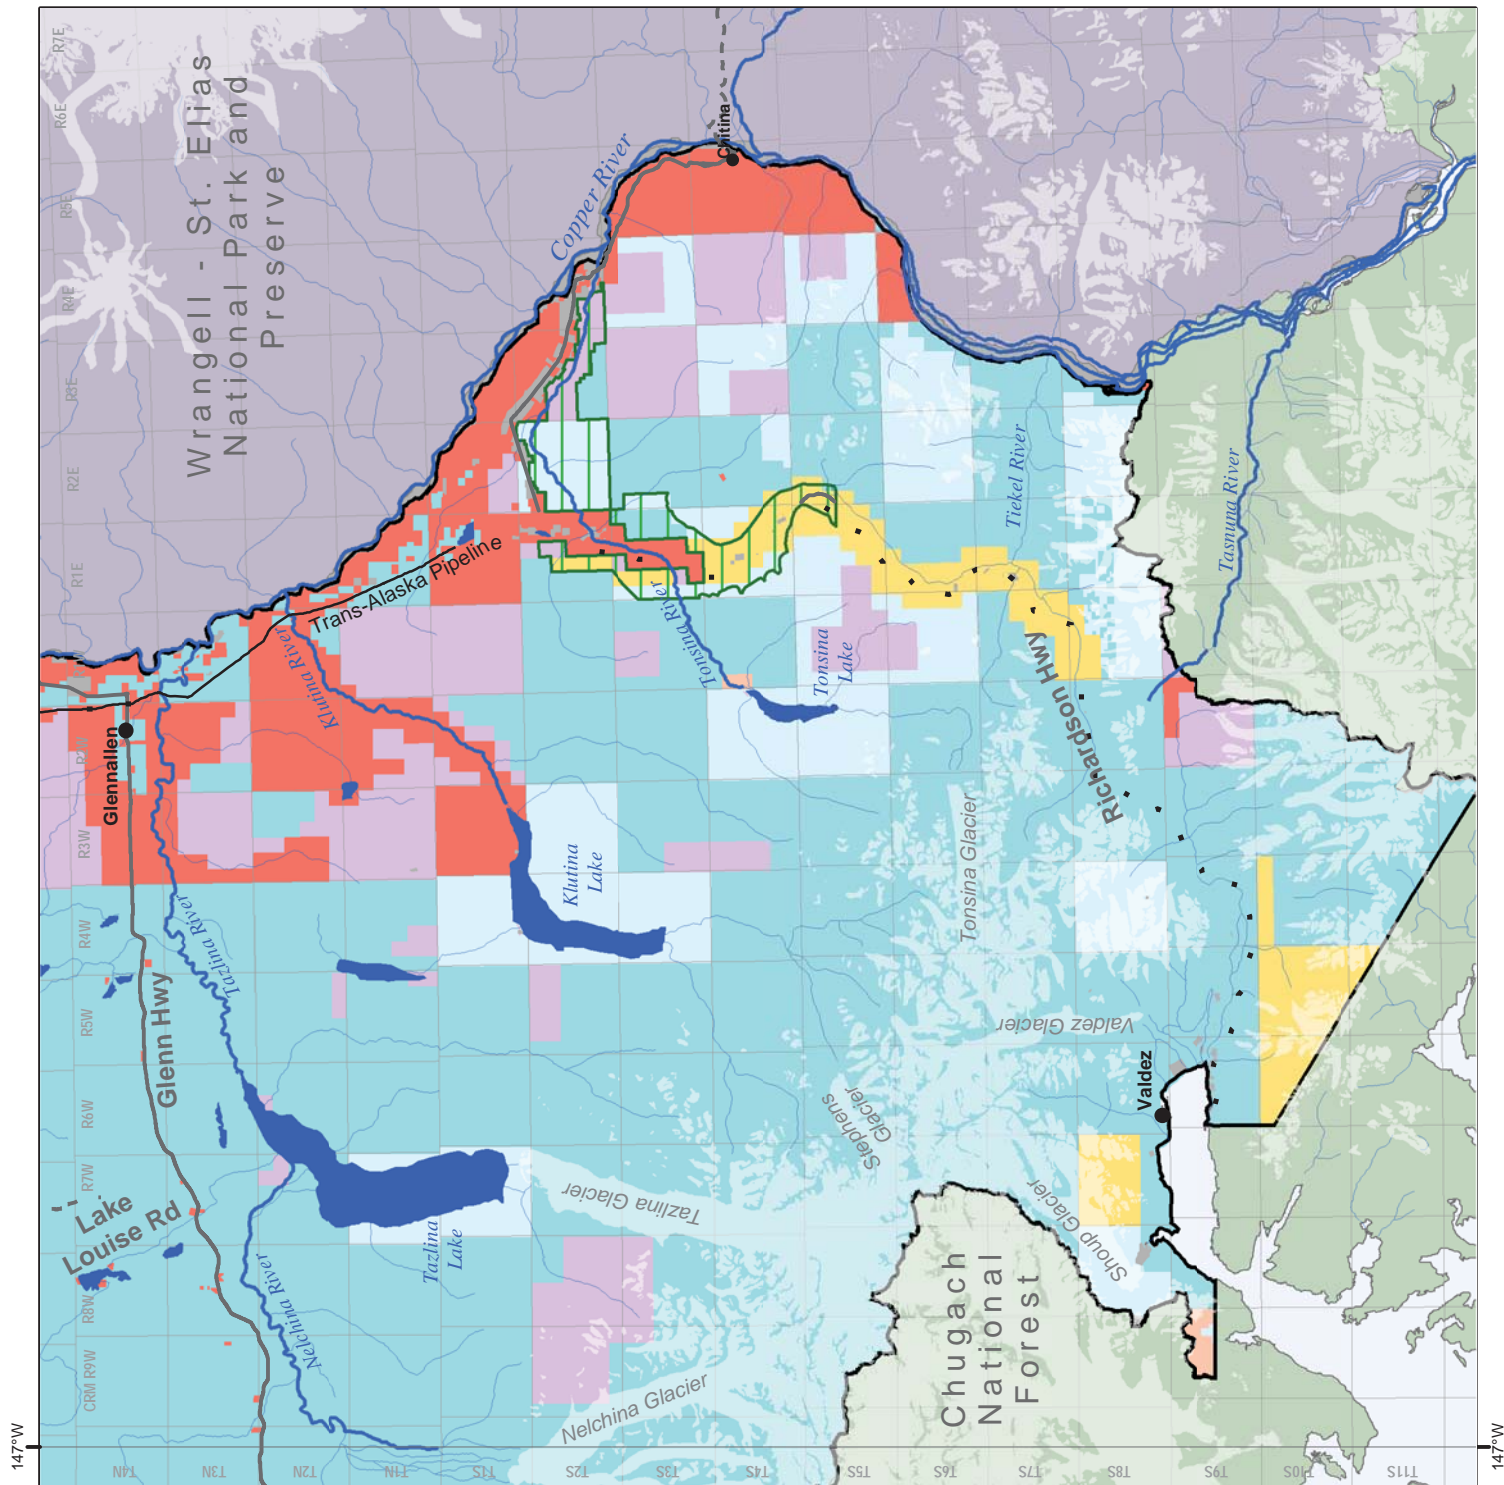 R7E
R6E
R5E
R4E
R3E
R2E
R1E
R2W
R3W
R4W
R5W
R6W
R7W
R8W
CRM R9W
T4N
T3N
T2N
T1N
T1S
T2S
T3S
T4S
T5S
T6S
T7S
T8S
T9S
T10S
T11S
147°W
147°W
Wrangell - St. Elias
National Park and
Preserve
Copper River
Chitina
Trans-Alaska Pipeline
Klutina River
Tonsina River
Tonsina
Lake
Tiekel River
Tasnuna River
Richardson Hwy
Glennallen
Klutina
Lake
Tazlina River
Glenn Hwy
Tonsina Glacier
Valdez Glacier
Valdez
Stephens
Glacier
Lake
Louise Rd
Tazlina
Lake
Tazlina Glacier
Shoup Glacier
Nelchina River
Nelchina Glacier
Chugach
National
Forest